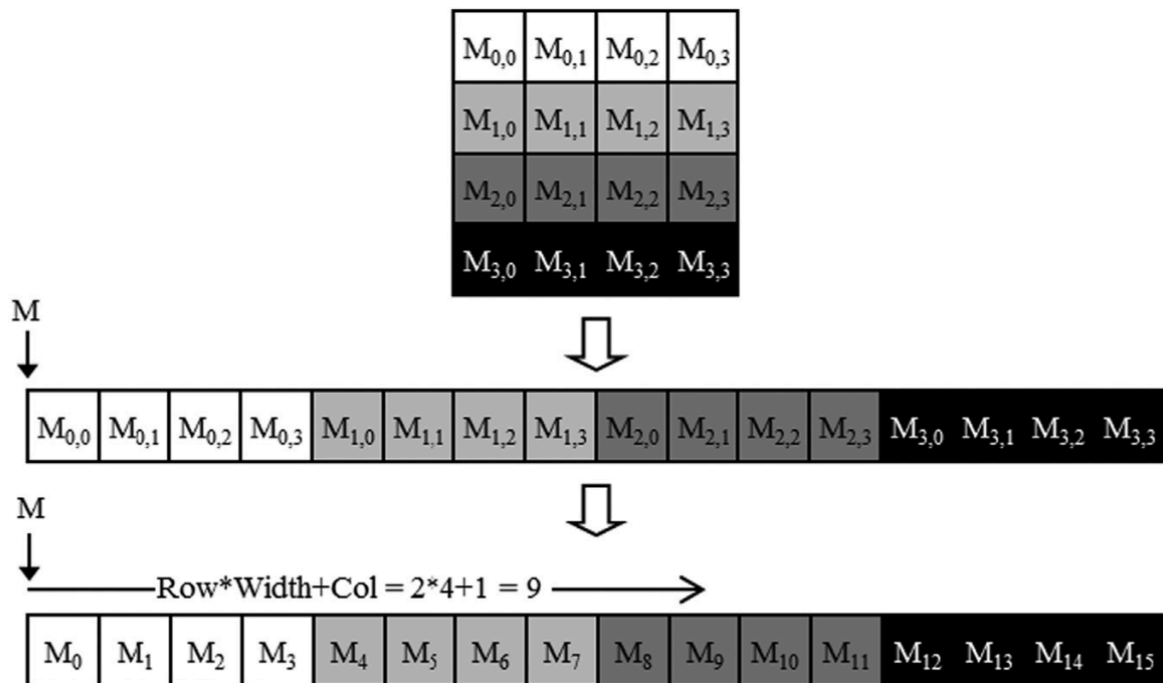 M0,0 M0,1 M0,2 M0,3
M1,0 M1,1 M1,2 M1,3
M2,0 M2,1 M2,2 M2,3
M3,0 M3,1 M3,2 M3,3
M
M0,0 M0,1 M0,2 M0,3 M1,0 M1,1 M1,2 M1,3 M2,0 M2,1 M2,2 M2,3 M3,0 M3,1 M3,2 M3,3
M
Row*Width+Col = 2*4+1 = 9
M0 M1 M2 M3 M4 M5 M6 M7 M8 M9 M10 M11 M12 M13 M14 M15